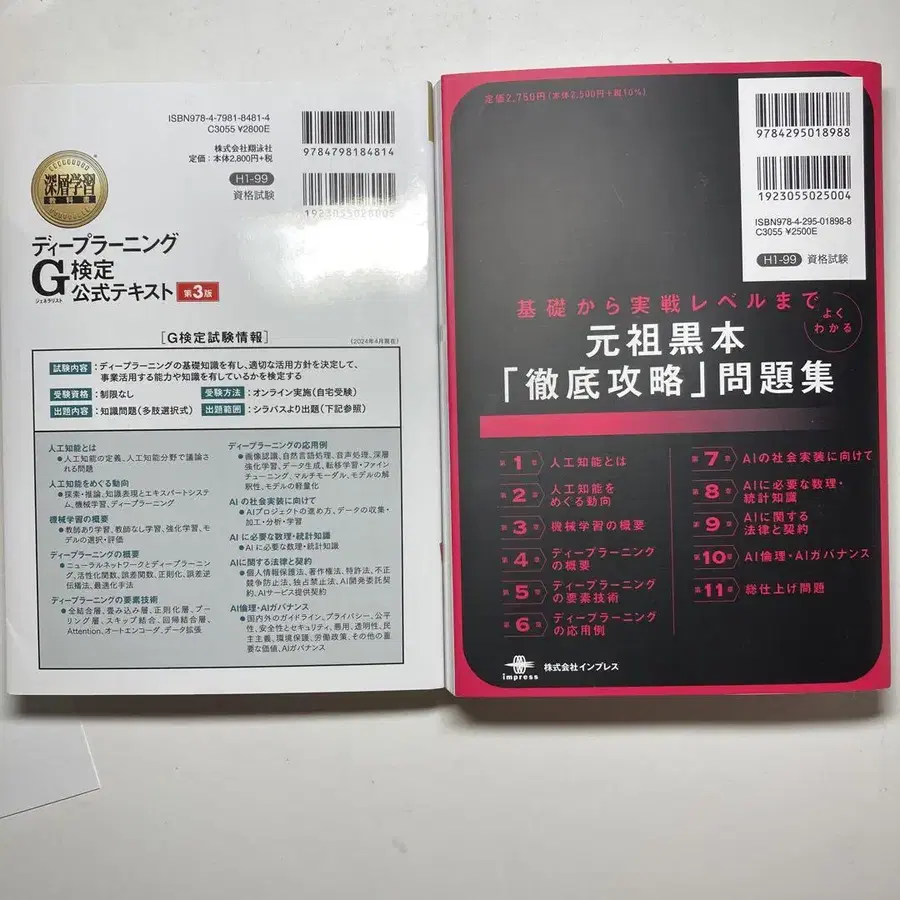 ISBN978-4-7981-8481-4
C3055 ¥2800E
株式会社翔泳社
定価：本体2,800円+税
H1-99
資格試験
9784798184814
1923055028005
深層学習
教科書
ディープラーニング
G検定
ジェネラリスト
公式テキスト 第3版
[G検定試験情報]
(2024年4月現在)
試験内容：ディープラーニングの基礎知識を有し、適切な活用方針を決定して、
事業活用する能力や知識を有しているかを検定する
受験資格：制限なし
受験方法：オンライン実施(自宅受験)
出題内容：知識問題(多肢選択式)
出題範囲：シラバスより出題(下記参照)
人工知能とは
●人工知能の定義、人工知能分野で議論さ
れる問題
人工知能をめぐる動向
●探索・推論、知識表現とエキスパートシステ
ム、機械学習、ディープラーニング
機械学習の概要
●教師あり学習、教師なし学習、強化学習、モ
デルの選択・評価
ディープラーニングの概要
●ニューラルネットワークとディープラーニン
グ、活性化関数、誤差関数、正則化、誤差逆
伝播法、最適化手法
ディープラーニングの要素技術
●全結合層、畳み込み層、正則化層、プー
リング層、スキップ結合、回帰結合層、
Attention、オートエンコーダ、データ拡張
ディープラーニングの応用例
●画像認識、自然言語処理、音声処理、深層
強化学習、データ生成、転移学習・ファイン
チューニング、マルチモーダル、モデルの解
釈性、モデルの軽量化
AIの社会実装に向けて
●AIプロジェクトの進め方、データの収集・
加工・分析・学習
AIに必要な数理・統計知識
●AIに必要な数理・統計知識
AIに関する法律と契約
●個人情報保護法、著作権法、特許法、不正
競争防止法、独占禁止法、AI開発委託契
約、AIサービス提供契約
AI倫理・AIガバナンス
●国内外のガイドライン、プライバシー、公平
性、安全性とセキュリティ、悪用、透明性、民
主主義、環境保護、労働政策、その他の重
要な価値、AIガバナンス
定価2,750円(本体2,500円+税10%)
9784295018988
1923055025004
ISBN978-4-295-01898-8
C3055 ¥2500E
H1-99 資格試験
基礎から実戦レベルまで
よく
わかる
元祖黒本
「徹底攻略」問題集
第1章 人工知能とは
第2章 人工知能を
めぐる動向
第3章 機械学習の概要
第4章 ディープラーニング
の概要
第5章 ディープラーニング
の要素技術
第6章 ディープラーニング
の応用例
第7章 AIの社会実装に向けて
第8章 AIに必要な数理・
統計知識
第9章 AIに関する
法律と契約
第10章 AI倫理・AIガバナンス
第11章 総仕上げ問題
impress
株式会社インプレス